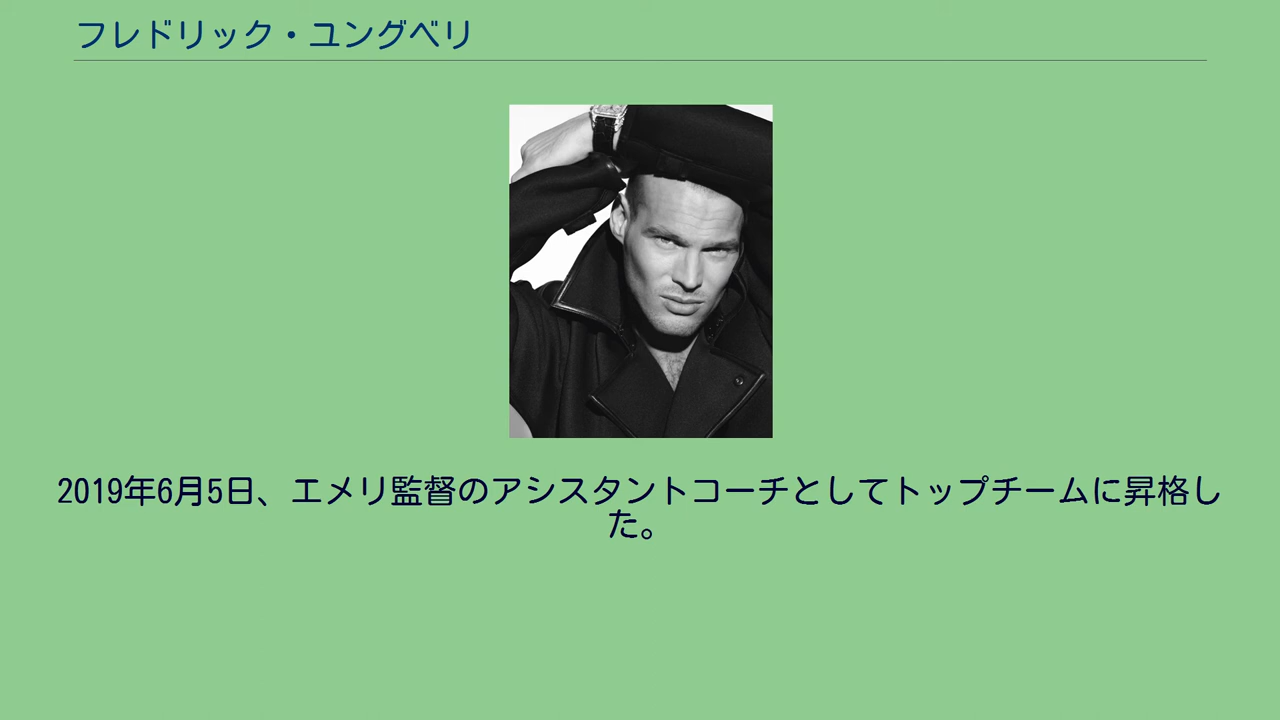 フレドリック・ユングベリ
2019年6月5日、エメリ監督のアシスタントコーチとしてトップチームに昇格し
た。